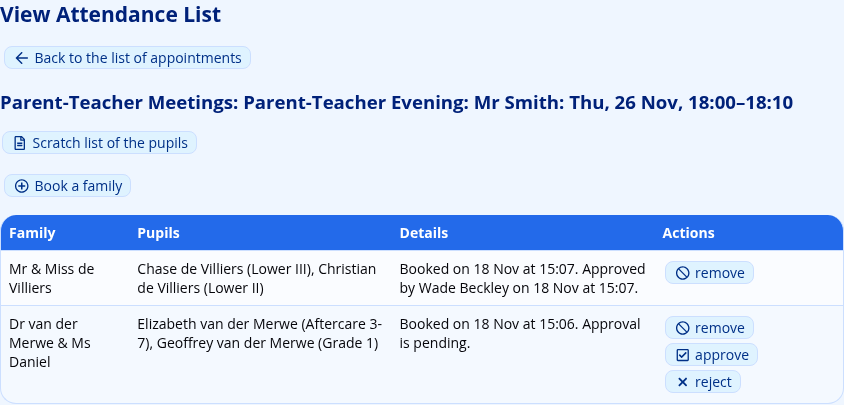 View Attendance List
Back to the list of appointments
Parent-Teacher Meetings: Parent-Teacher Evening: Mr Smith: Thu, 26 Nov, 18:00–18:10
Scratch list of the pupils
Book a family
Family Pupils Details Actions
Mr & Miss de Villiers
Chase de Villiers (Lower III), Christian
de Villiers (Lower II)
Booked on 18 Nov at 15:07. Approved
by Wade Beckley on 18 Nov at 15:07.
remove
Dr van der
Merwe & Ms
Daniel
Elizabeth van der Merwe (Aftercare 3-
7), Geoffrey van der Merwe (Grade 1)
Booked on 18 Nov at 15:06. Approval
is pending.
remove
approve
reject